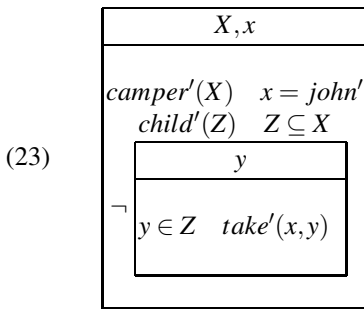 X, x
camper′(X) x = john′
child′(Z) Z ⊆ X
(23)
y
¬
y ∈ Z take′(x, y)